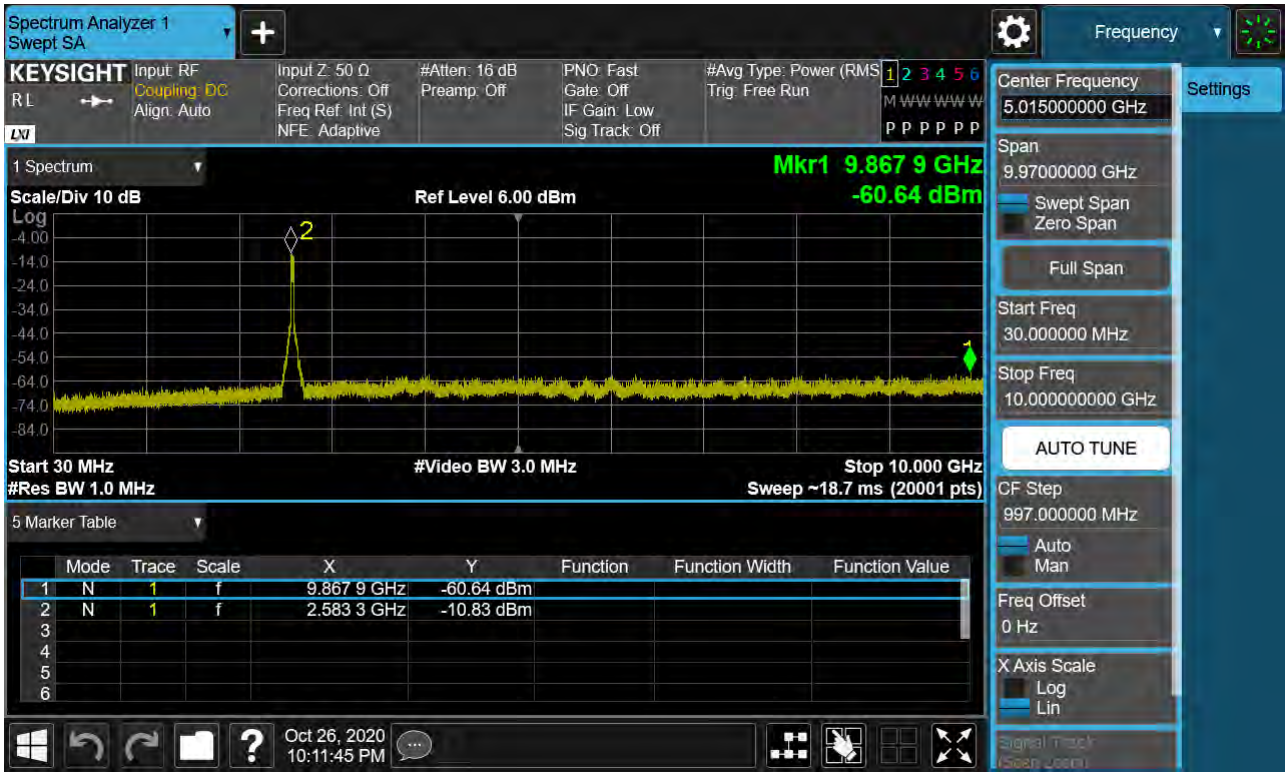 Spectrum Analyzer 1
Swept SA
+
Frequency
KEYSIGHT
RL
LXI
Input: RF
Coupling: DC
Align: Auto
Input Z: 50 Ω
Corrections: Off
Freq Ref: Int (S)
NFE: Adaptive
#Atten: 16 dB
Preamp: Off
PNO: Fast
Gate: Off
IF Gain: Low
Sig Track: Off
#Avg Type: Power (RMS
Trig: Free Run
1 2 3 4 5 6
M W W W W W
P P P P P P
1 Spectrum
Mkr1 9.867 9 GHz
Scale/Div 10 dB
Ref Level 6.00 dBm
-60.64 dBm
Log
-4.00
-14.0
-24.0
-34.0
-44.0
-54.0
-64.0
-74.0
-84.0
2
1
Start 30 MHz
#Video BW 3.0 MHz
Stop 10.000 GHz
#Res BW 1.0 MHz
Sweep ~18.7 ms (20001 pts)
5 Marker Table
Mode Trace Scale X Y Function Function Width Function Value
1 N 1 f 9.867 9 GHz -60.64 dBm
2 N 1 f 2.583 3 GHz -10.83 dBm
3
4
5
6
?
Oct 26, 2020
10:11:45 PM
Center Frequency
5.015000000 GHz
Settings
Span
9.97000000 GHz
Swept Span
Zero Span
Full Span
Start Freq
30.000000 MHz
Stop Freq
10.000000000 GHz
AUTO TUNE
CF Step
997.000000 MHz
Auto
Man
Freq Offset
0 Hz
X Axis Scale
Log
Lin
Signal Track
(Span Zoom)